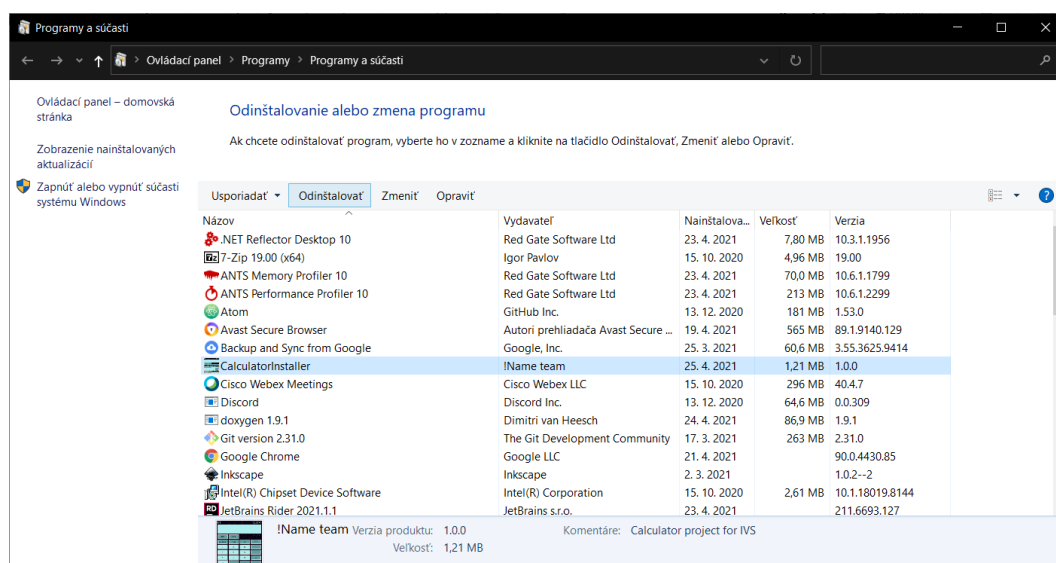 Programy a súčasti
Ovládací panel > Programy > Programy a súčasti
Ovládací panel – domovská
stránka
Zobrazenie nainštalovaných
aktualizácií
Zapnúť alebo vypnúť súčasti
systému Windows
Odinštalovanie alebo zmena programu
Ak chcete odinštalovať program, vyberte ho v zozname a kliknite na tlačidlo Odinštalovať, Zmeniť alebo Opraviť.
Usporiadať Odinštalovať Zmeniť Opraviť
Názov Vydavateľ Nainštalova... Veľkosť Verzia
.NET Reflector Desktop 10 Red Gate Software Ltd 23. 4. 2021 7,80 MB 10.3.1.1956
7-Zip 19.00 (x64) Igor Pavlov 15. 10. 2020 4,96 MB 19.00
ANTS Memory Profiler 10 Red Gate Software Ltd 23. 4. 2021 70,0 MB 10.6.1.1799
ANTS Performance Profiler 10 Red Gate Software Ltd 23. 4. 2021 213 MB 10.6.1.2299
Atom GitHub Inc. 13. 12. 2020 181 MB 1.53.0
Avast Secure Browser Autori prehliadača Avast Secure ... 19. 4. 2021 565 MB 89.1.9140.129
Backup and Sync from Google Google, Inc. 25. 3. 2021 60,6 MB 3.55.3625.9414
CalculatorInstaller !Name team 25. 4. 2021 1,21 MB 1.0.0
Cisco Webex Meetings Cisco Webex LLC 15. 10. 2020 296 MB 40.4.7
Discord Discord Inc. 13. 12. 2020 64,6 MB 0.0.309
doxygen 1.9.1 Dimitri van Heesch 24. 4. 2021 86,9 MB 1.9.1
Git version 2.31.0 The Git Development Community 17. 3. 2021 263 MB 2.31.0
Google Chrome Google LLC 21. 4. 2021 90.0.4430.85
Inkscape Inkscape 2. 3. 2021 1.0.2--2
Intel(R) Chipset Device Software Intel(R) Corporation 15. 10. 2020 2,61 MB 10.1.18019.8144
JetBrains Rider 2021.1.1 JetBrains s.r.o. 23. 4. 2021 211.6693.127
!Name team Verzia produktu: 1.0.0 Komentáre: Calculator project for IVS
Veľkosť: 1,21 MB